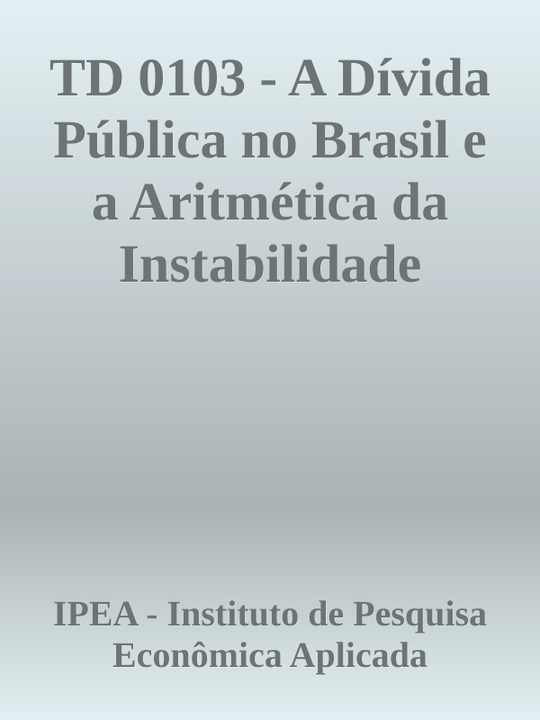 TD 0103 - A Dívida
Pública no Brasil e
a Aritmética da
Instabilidade
IPEA - Instituto de Pesquisa
Econômica Aplicada